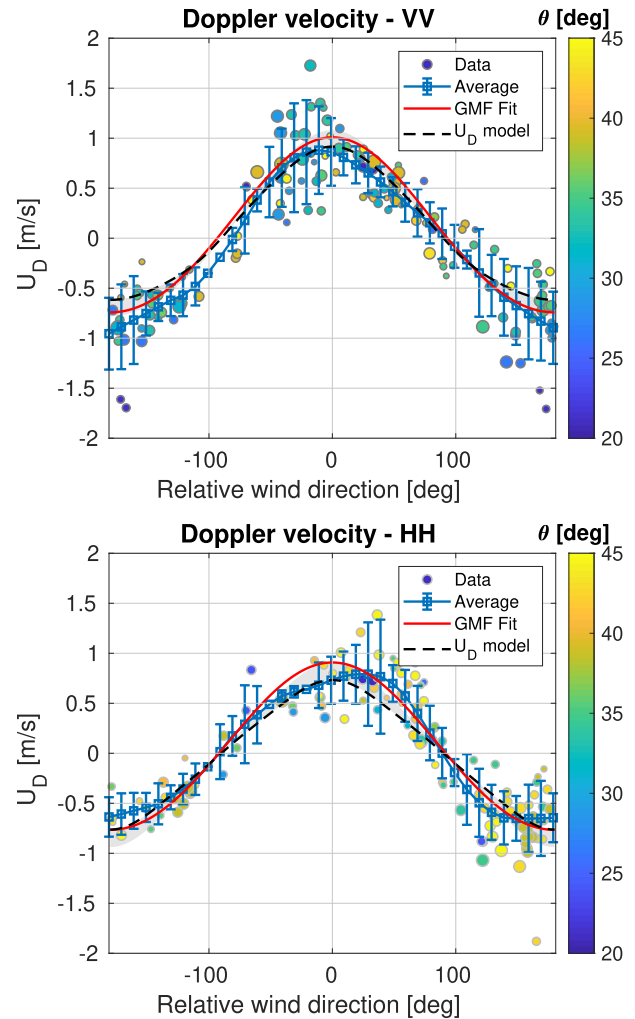 Doppler velocity - VV
θ [deg]
2
1.5
1
0.5
0
-0.5
-1
-1.5
-2
U_D [m/s]
Data
Average
GMF Fit
U_D model
45
40
35
30
25
20
-100
0
100
Relative wind direction [deg]
Doppler velocity - HH
θ [deg]
2
1.5
1
0.5
0
-0.5
-1
-1.5
-2
U_D [m/s]
Data
Average
GMF Fit
U_D model
45
40
35
30
25
20
-100
0
100
Relative wind direction [deg]